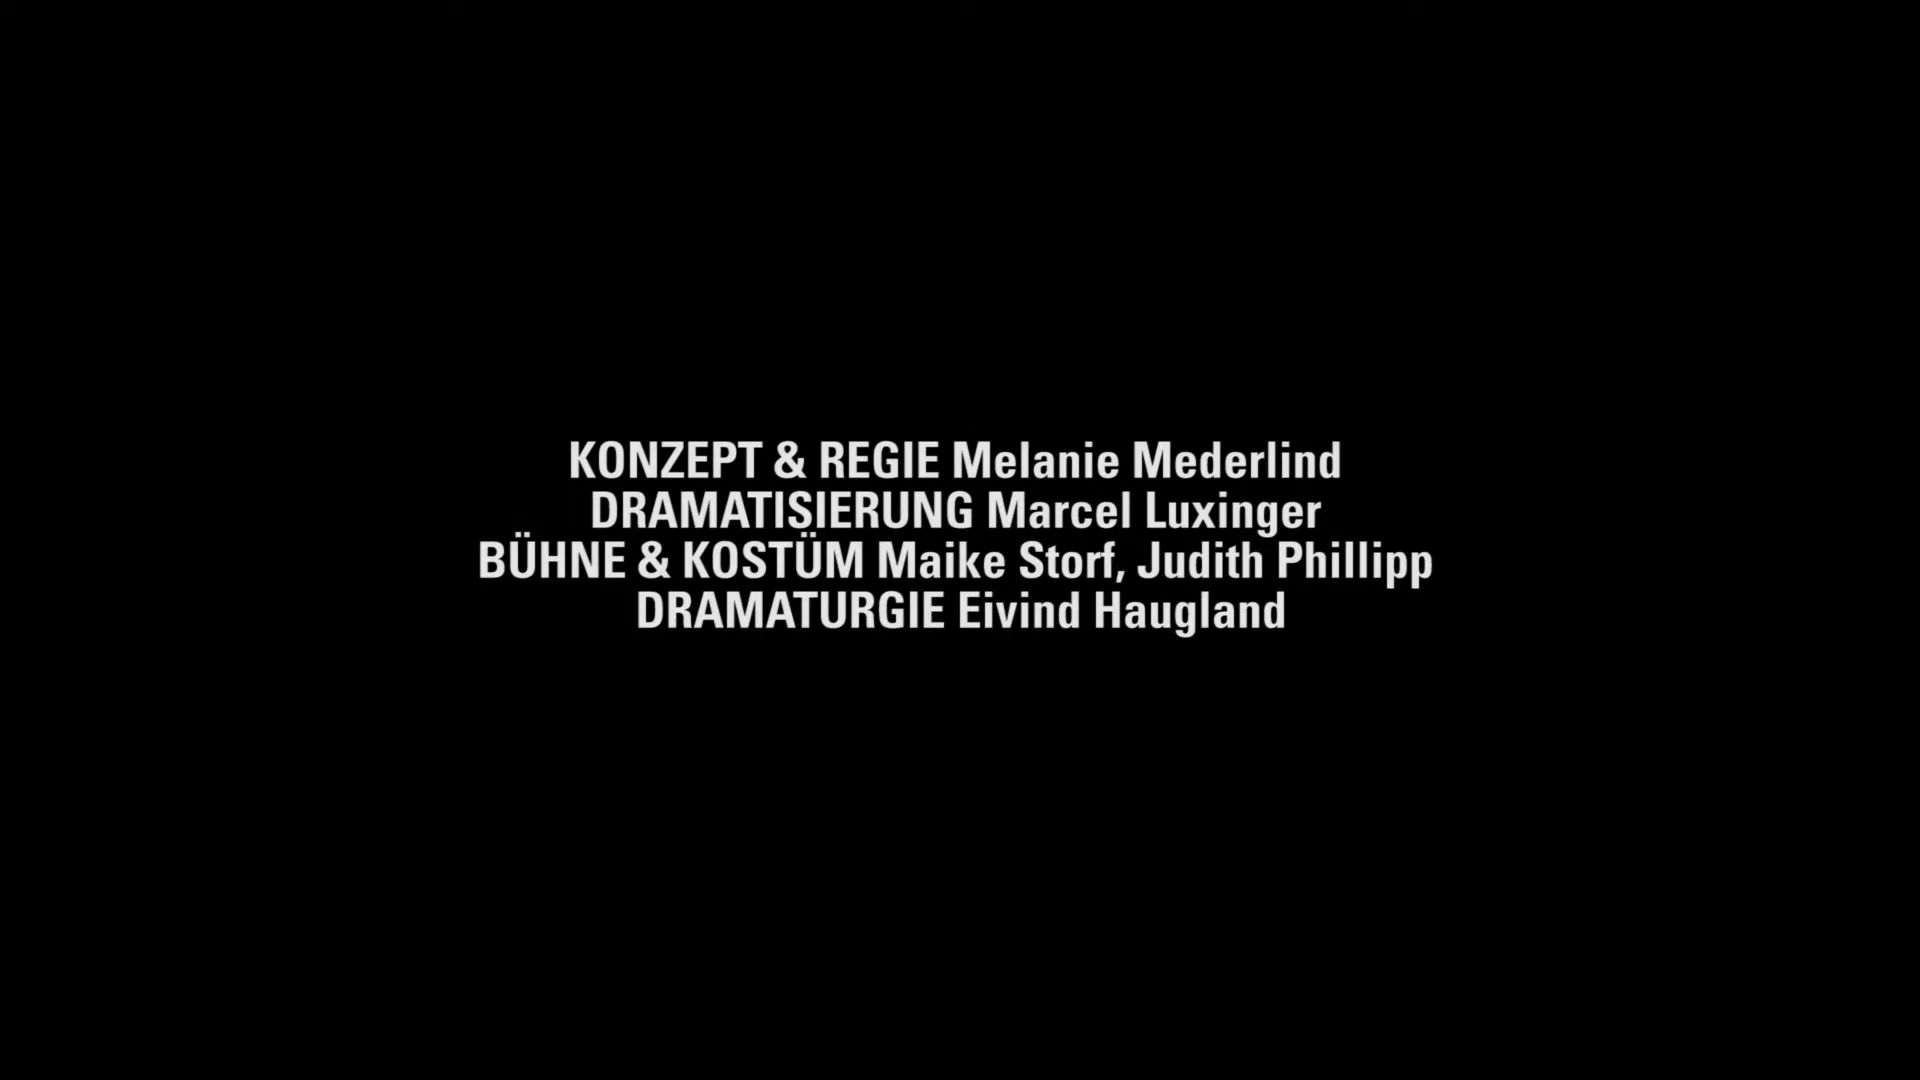 KONZEPT & REGIE Melanie Mederlind
DRAMATISIERUNG Marcel Luxinger
BÜHNE & KOSTÜM Maike Storf, Judith Phillipp
DRAMATURGIE Eivind Haugland